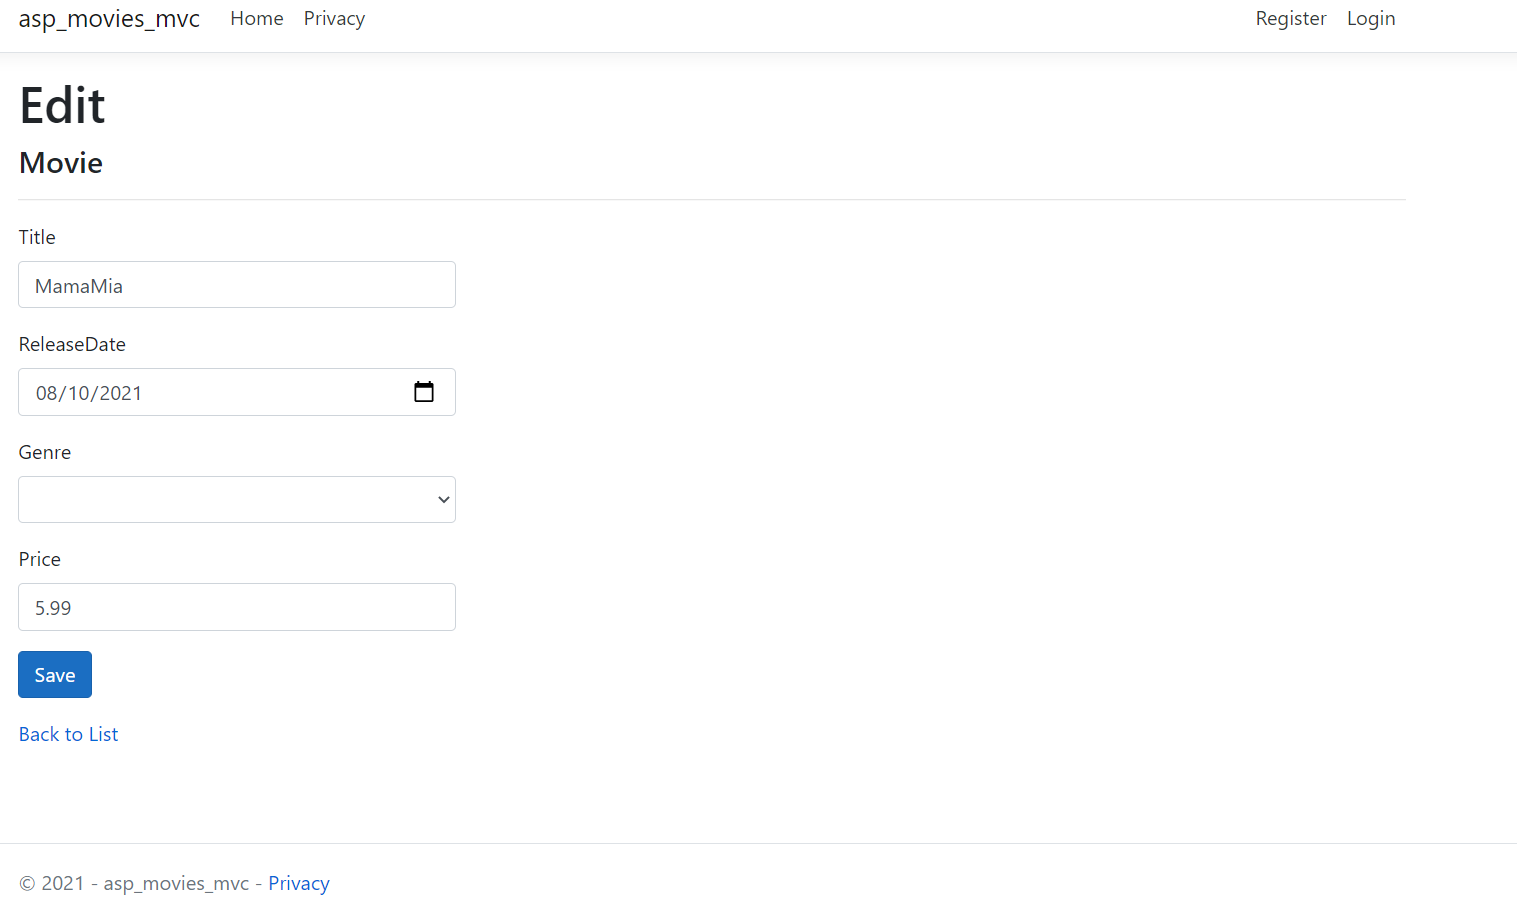 asp_movies_mvc Home Privacy Register Login
Edit
Movie
Title
MamaMia
ReleaseDate
08/10/2021
Genre
Price
5.99
Save
Back to List
© 2021 - asp_movies_mvc - Privacy